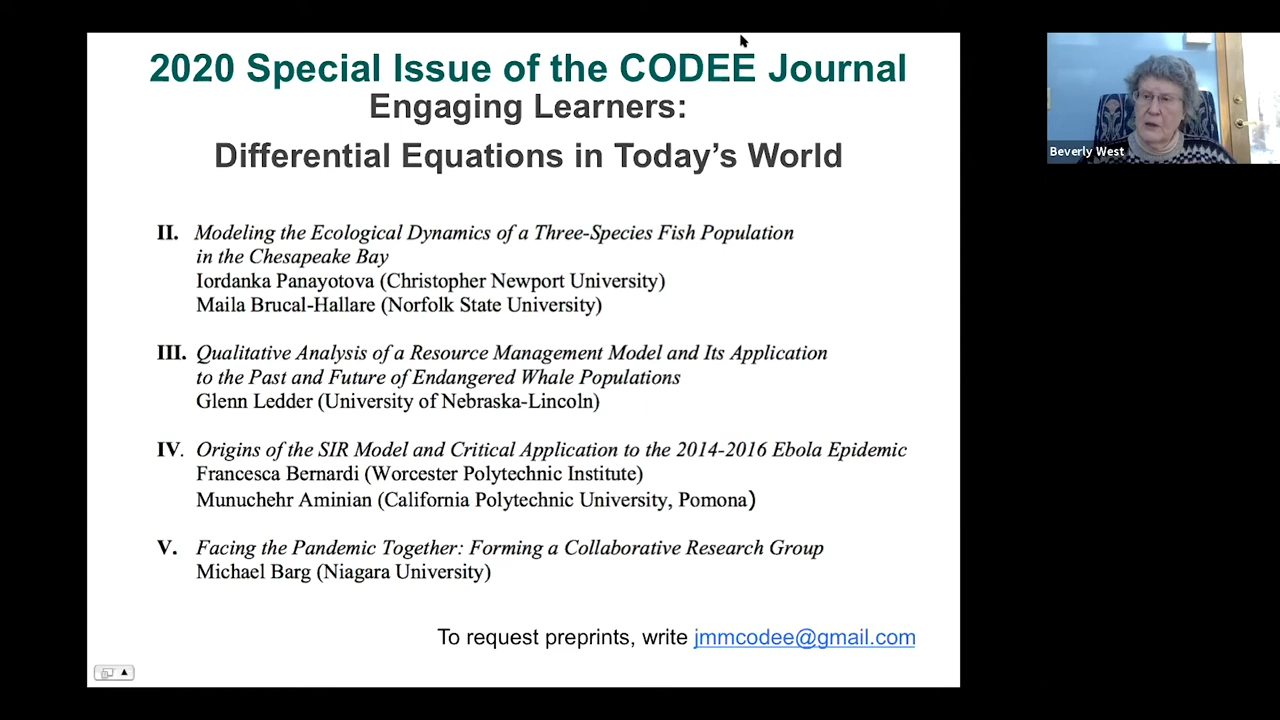 2020 Special Issue of the CODEE Journal
Engaging Learners:
Differential Equations in Today's World
II. Modeling the Ecological Dynamics of a Three-Species Fish Population
in the Chesapeake Bay
Iordanka Panayotova (Christopher Newport University)
Maila Brucal-Hallare (Norfolk State University)
III. Qualitative Analysis of a Resource Management Model and Its Application
to the Past and Future of Endangered Whale Populations
Glenn Ledder (University of Nebraska-Lincoln)
IV. Origins of the SIR Model and Critical Application to the 2014-2016 Ebola Epidemic
Francesca Bernardi (Worcester Polytechnic Institute)
Munuchehr Aminian (California Polytechnic University, Pomona)
V. Facing the Pandemic Together: Forming a Collaborative Research Group
Michael Barg (Niagara University)
To request preprints, write jmmcodee@gmail.com
Beverly West